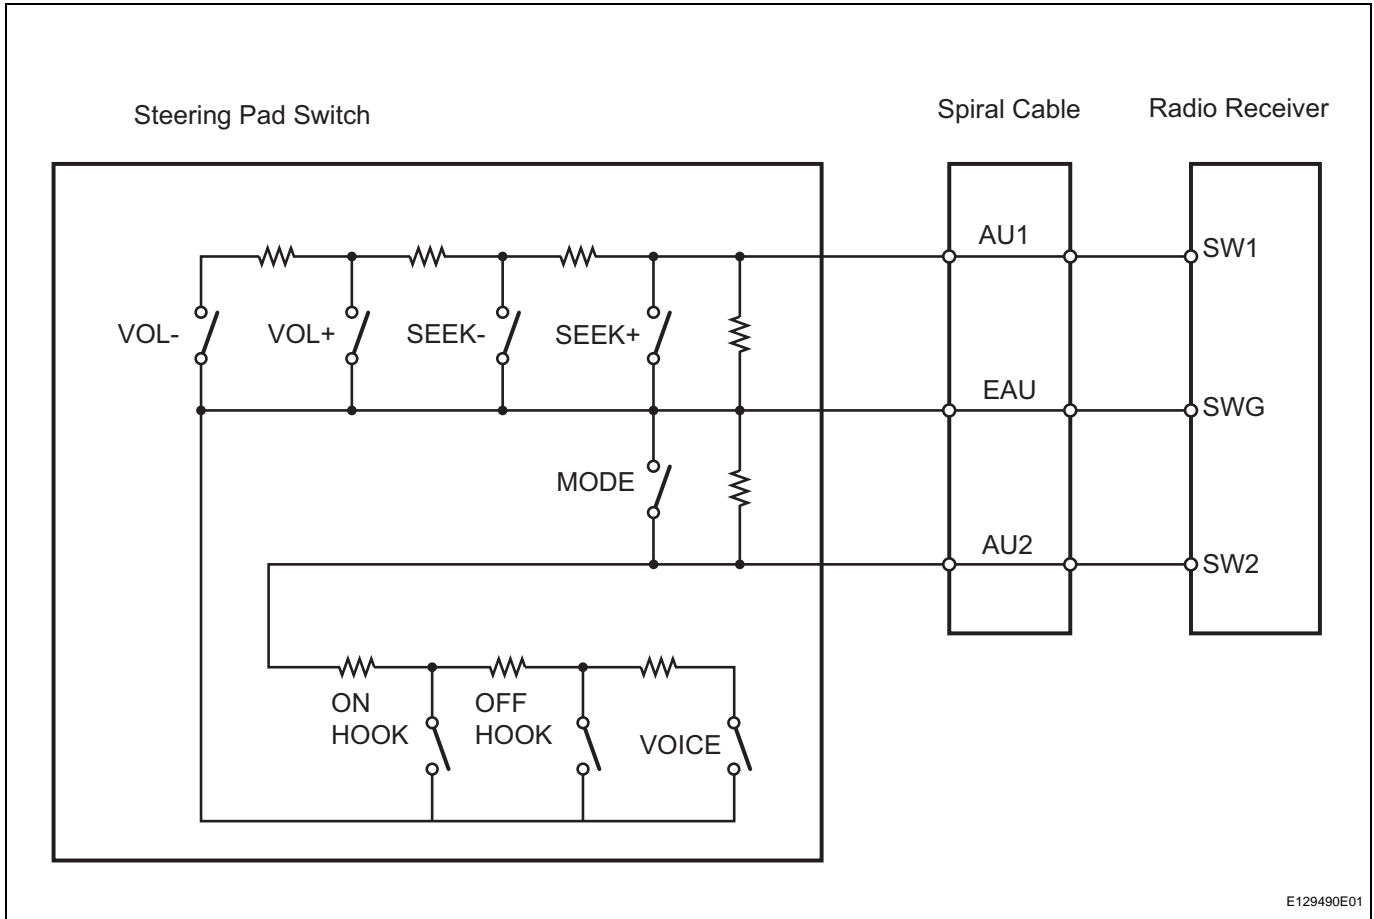 Steering Pad Switch
Spiral Cable
Radio Receiver
AU1
SW1
VOL-
VOL+
SEEK-
SEEK+
EAU
SWG
MODE
AU2
SW2
ON
HOOK
OFF
HOOK
VOICE
E129490E01